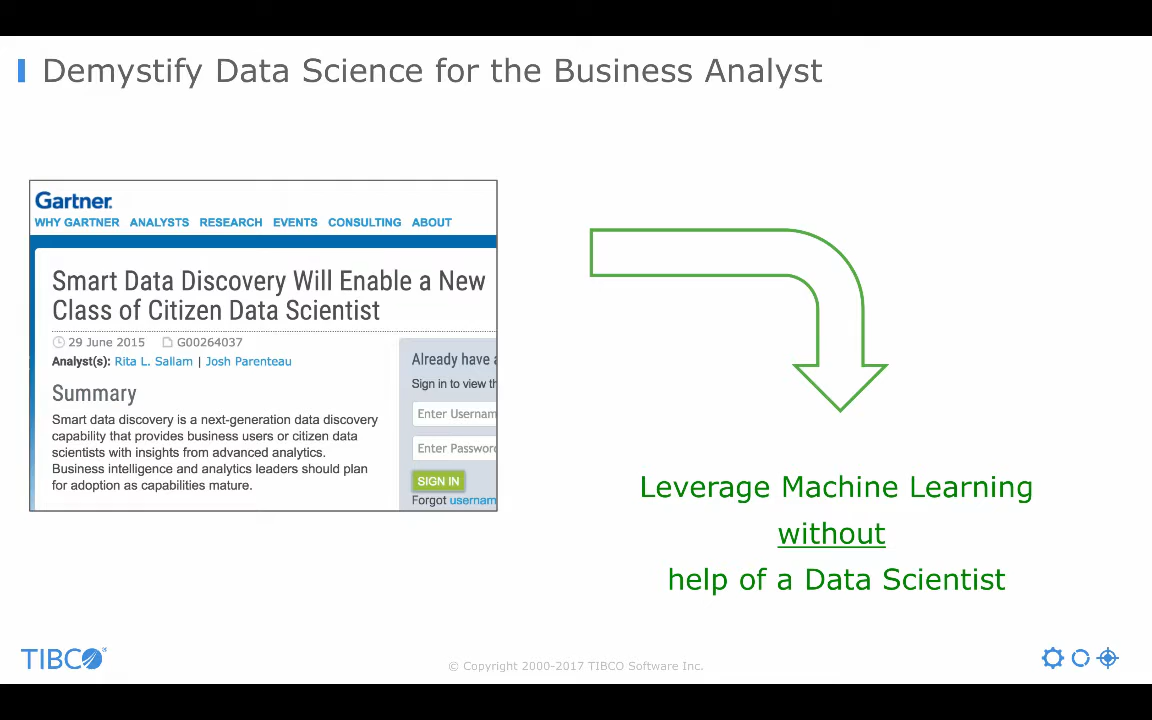 Demystify Data Science for the Business Analyst
Gartner.
WHY GARTNER ANALYSTS RESEARCH EVENTS CONSULTING ABOUT
Smart Data Discovery Will Enable a New
Class of Citizen Data Scientist
29 June 2015 G00264037
Analyst(s): Rita L. Sallam | Josh Parenteau
Summary
Smart data discovery is a next-generation data discovery
capability that provides business users or citizen data
scientists with insights from advanced analytics.
Business intelligence and analytics leaders should plan
for adoption as capabilities mature.
Already have a
Sign in to view th
Enter Usernam
Enter Passwor
SIGN IN
Forgot usernam
Leverage Machine Learning
without
help of a Data Scientist
TIBCO®
© Copyright 2000-2017 TIBCO Software Inc.